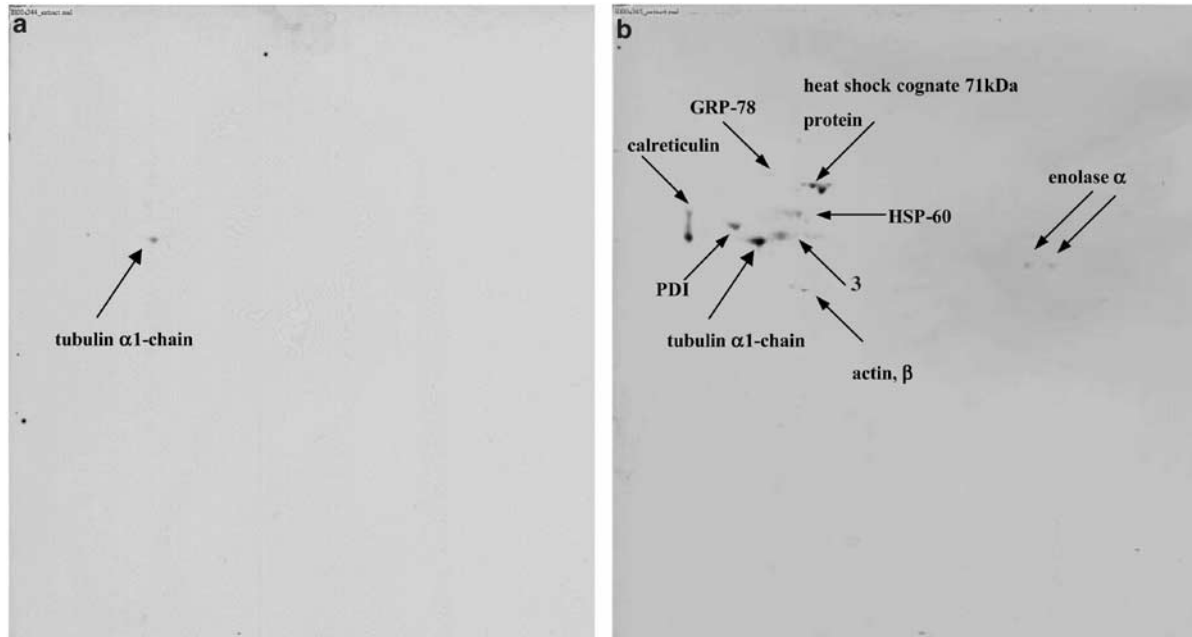 a
tubulin α1-chain
b
heat shock cognate 71kDa
protein
GRP-78
calreticulin
enolase α
HSP-60
PDI
3
tubulin α1-chain
actin, β